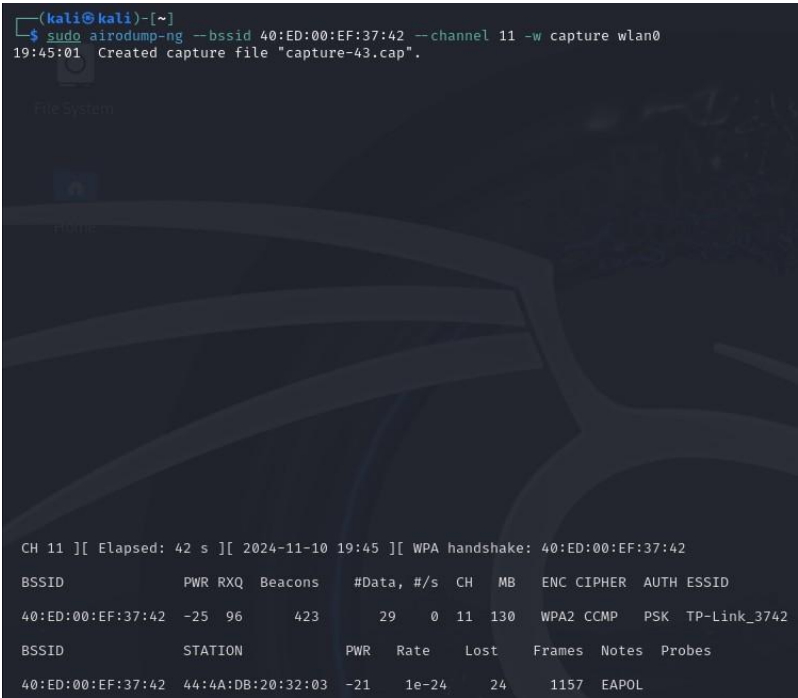 ┌──(kali㉿kali)-[~]
└─$ sudo airodump-ng --bssid 40:ED:00:EF:37:42 --channel 11 -w capture wlan0
19:45:01  Created capture file "capture-43.cap".
File System
Home
CH 11 ][ Elapsed: 42 s ][ 2024-11-10 19:45 ][ WPA handshake: 40:ED:00:EF:37:42
BSSID              PWR RXQ  Beacons    #Data, #/s  CH   MB   ENC CIPHER  AUTH ESSID
40:ED:00:EF:37:42  -25  96      423       29    0  11  130   WPA2 CCMP   PSK  TP-Link_3742
BSSID              STATION            PWR   Rate    Lost    Frames  Notes  Probes
40:ED:00:EF:37:42  44:4A:DB:20:32:03  -21   1e-24     24     1157  EAPOL